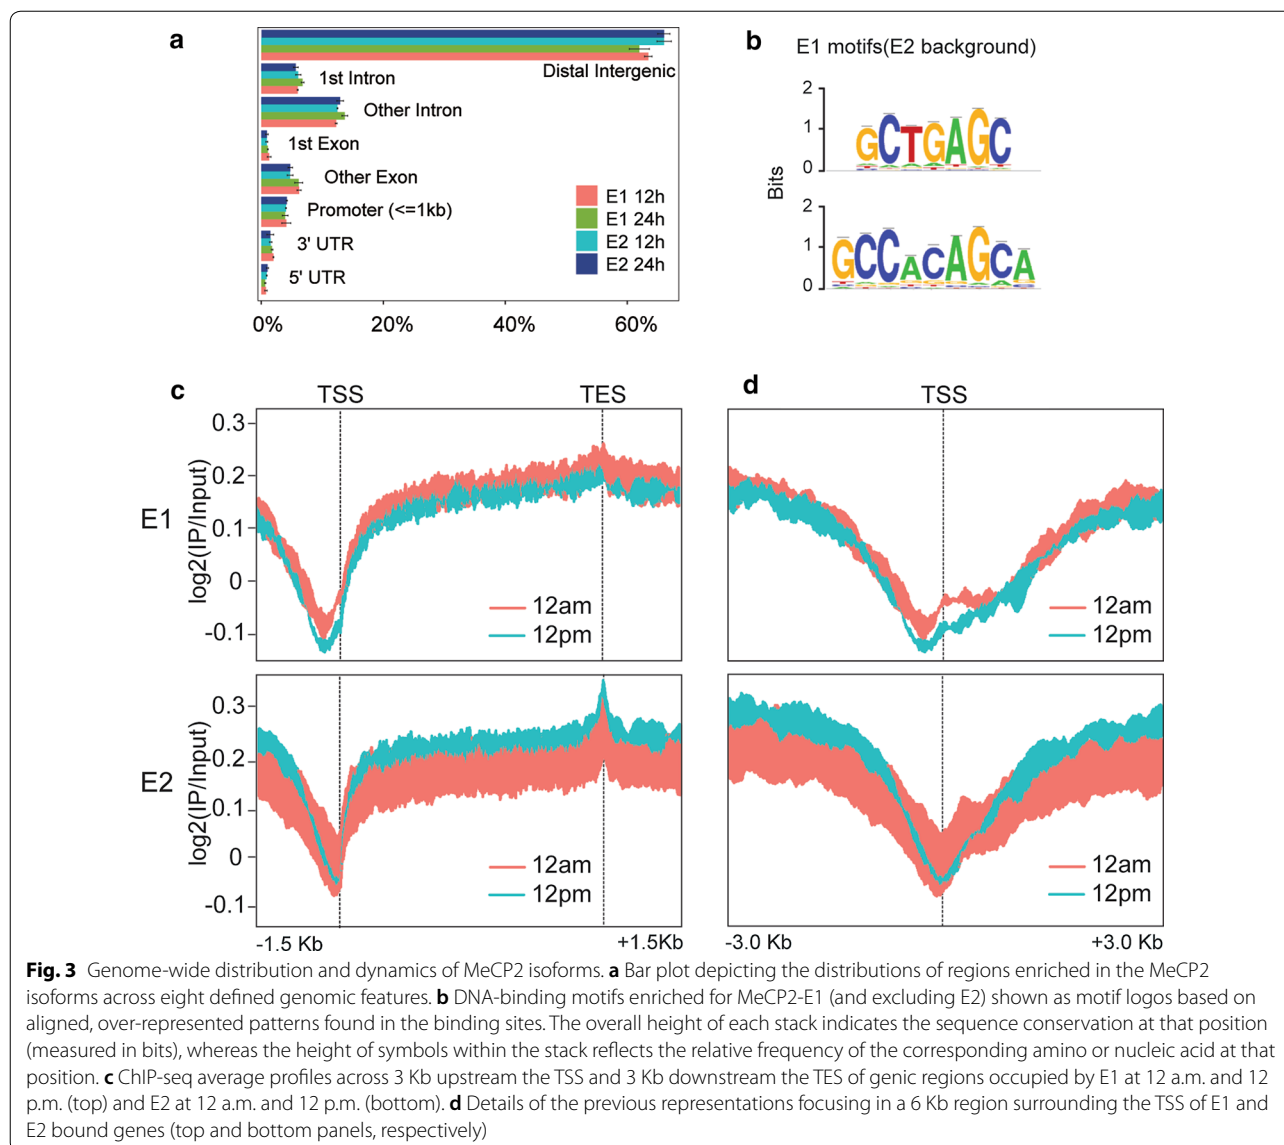 a
Distal Intergenic
1st Intron
Other Intron
1st Exon
Other Exon
Promoter (<=1kb)
3' UTR
5' UTR
E1 12h
E1 24h
E2 12h
E2 24h
0%
20%
40%
60%
b
E1 motifs(E2 background)
Bits
2
1
0
GCTGAGC
2
1
0
GCCACAGCA
c
TSS
TES
E1
log2(IP/Input)
0.3
0.2
0.1
0
-0.1
12am
12pm
E2
log2(IP/Input)
0.3
0.2
0.1
0
-0.1
12am
12pm
-1.5 Kb
+1.5Kb
d
TSS
12am
12pm
12am
12pm
-3.0 Kb
+3.0 Kb
Fig. 3 Genome-wide distribution and dynamics of MeCP2 isoforms. a Bar plot depicting the distributions of regions enriched in the MeCP2
isoforms across eight defined genomic features. b DNA-binding motifs enriched for MeCP2-E1 (and excluding E2) shown as motif logos based on
aligned, over-represented patterns found in the binding sites. The overall height of each stack indicates the sequence conservation at that position
(measured in bits), whereas the height of symbols within the stack reflects the relative frequency of the corresponding amino or nucleic acid at that
position. c ChIP-seq average profiles across 3 Kb upstream the TSS and 3 Kb downstream the TES of genic regions occupied by E1 at 12 a.m. and 12
p.m. (top) and E2 at 12 a.m. and 12 p.m. (bottom). d Details of the previous representations focusing in a 6 Kb region surrounding the TSS of E1 and
E2 bound genes (top and bottom panels, respectively)